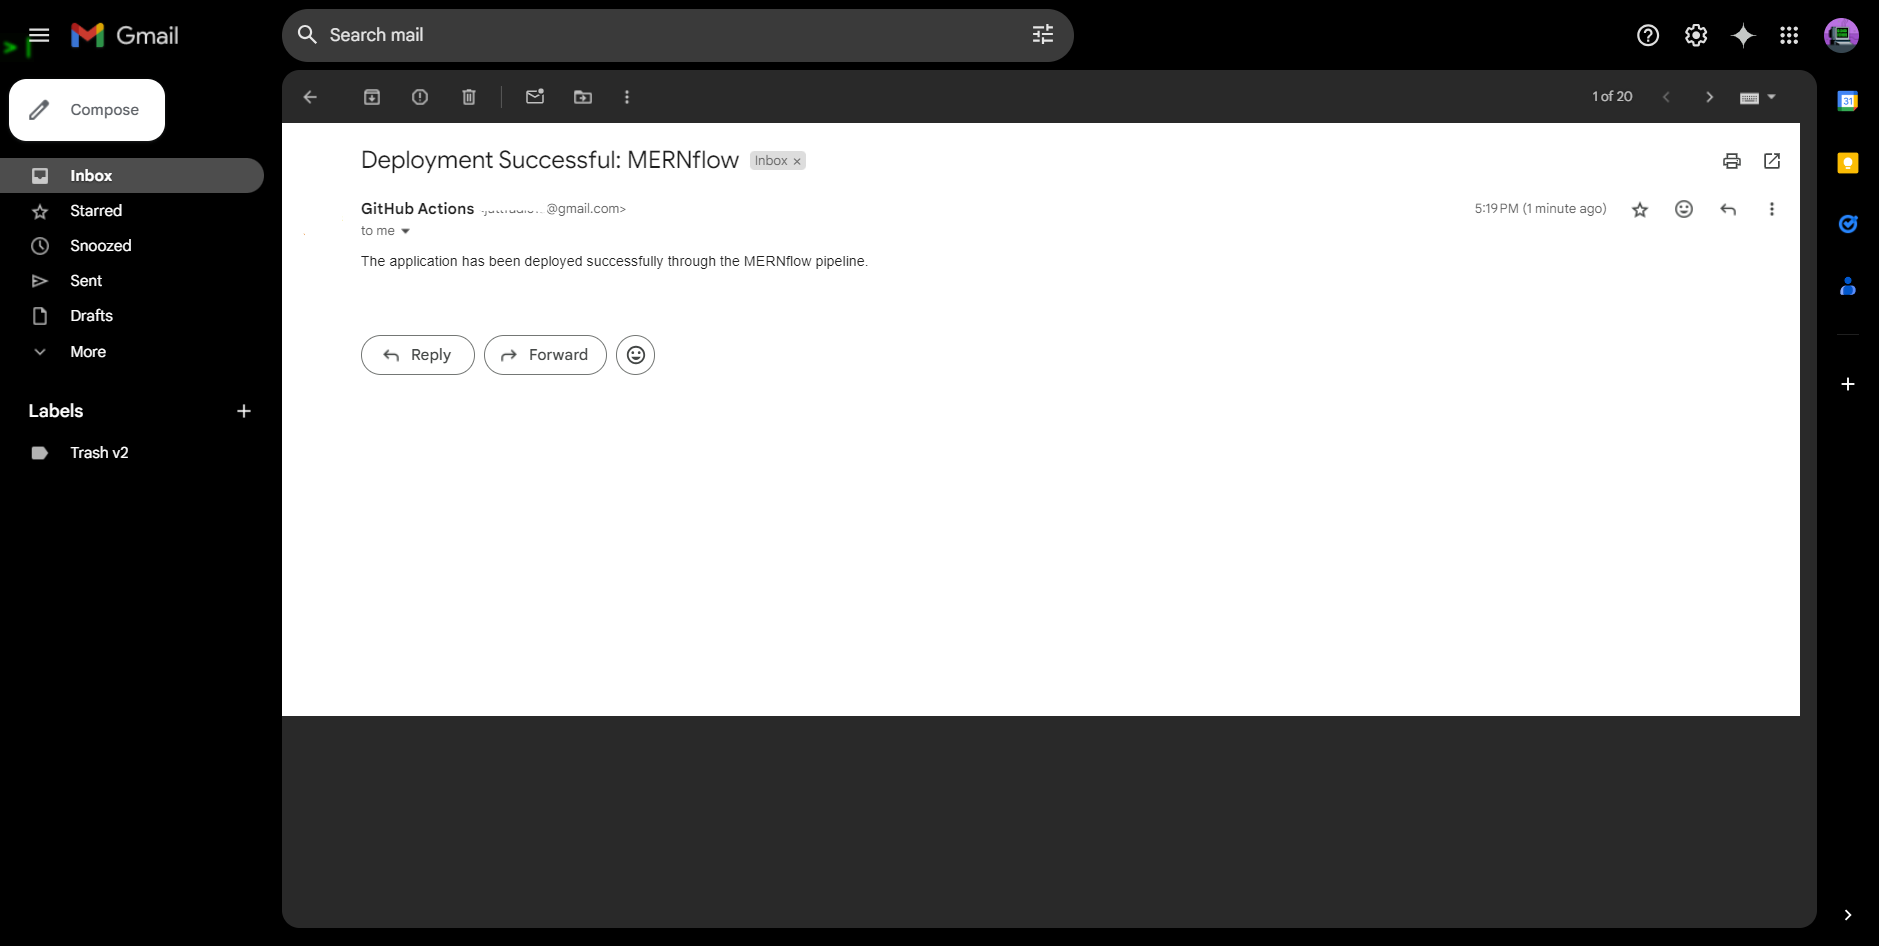 Gmail
Search mail
Compose
Inbox
Starred
Snoozed
Sent
Drafts
More
Labels
Trash v2
1 of 20
Deployment Successful: MERNflow Inbox ×
GitHub Actions @gmail.com> 5:19 PM (1 minute ago)
to me
The application has been deployed successfully through the MERNflow pipeline.
Reply Forward
31